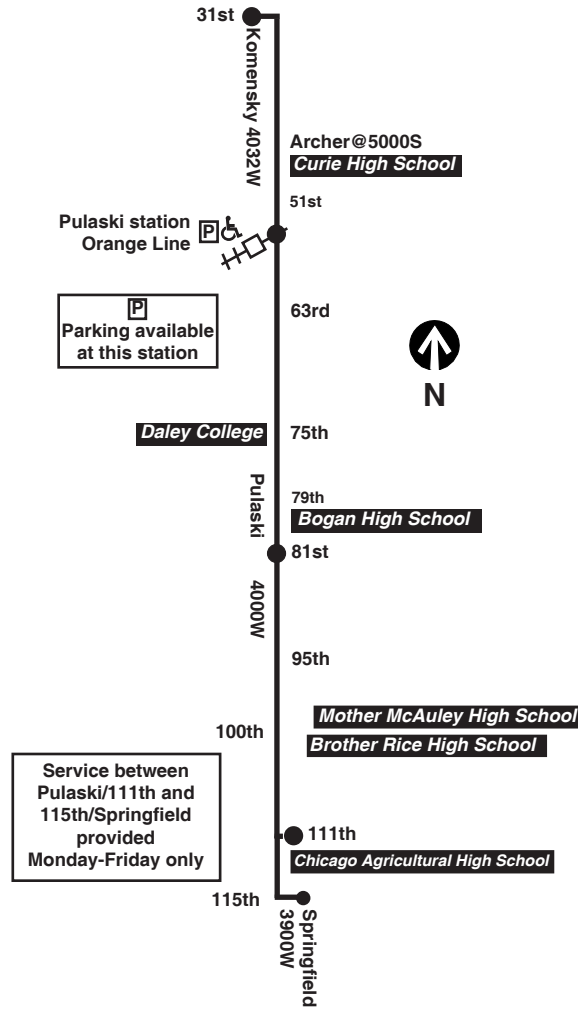 31st
Komensky 4032W
Archer@5000S
Curie High School
51st
Pulaski station
Orange Line
P
63rd
P
Parking available
at this station
N
Daley College
75th
Pulaski
79th
Bogan High School
81st
4000W
95th
Mother McAuley High School
100th
Brother Rice High School
Service between
Pulaski/111th and
115th/Springfield
provided
Monday-Friday only
111th
Chicago Agricultural High School
115th
Springfield
3900W